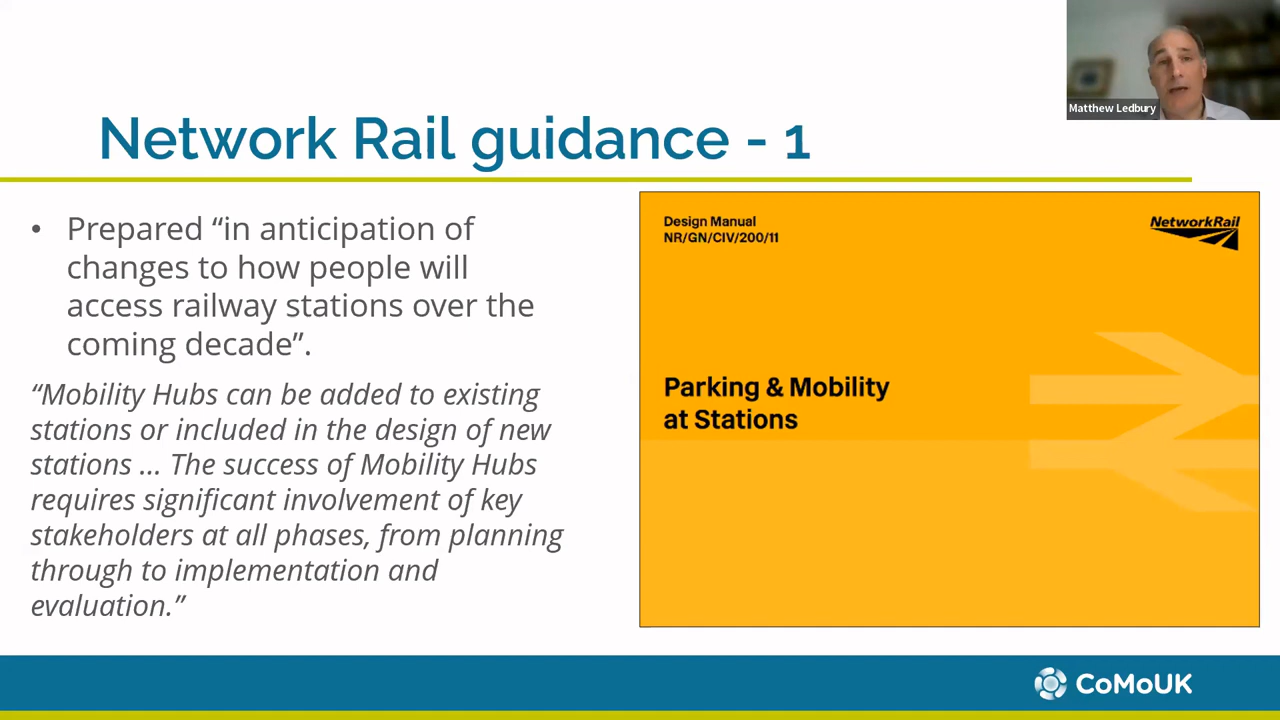 Matthew Ledbury
Network Rail guidance - 1
• Prepared “in anticipation of
changes to how people will
access railway stations over the
coming decade”.
“Mobility Hubs can be added to existing
stations or included in the design of new
stations ... The success of Mobility Hubs
requires significant involvement of key
stakeholders at all phases, from planning
through to implementation and
evaluation.”
Design Manual
NR/GN/CIV/200/11
NetworkRail
Parking & Mobility
at Stations
CoMoUK